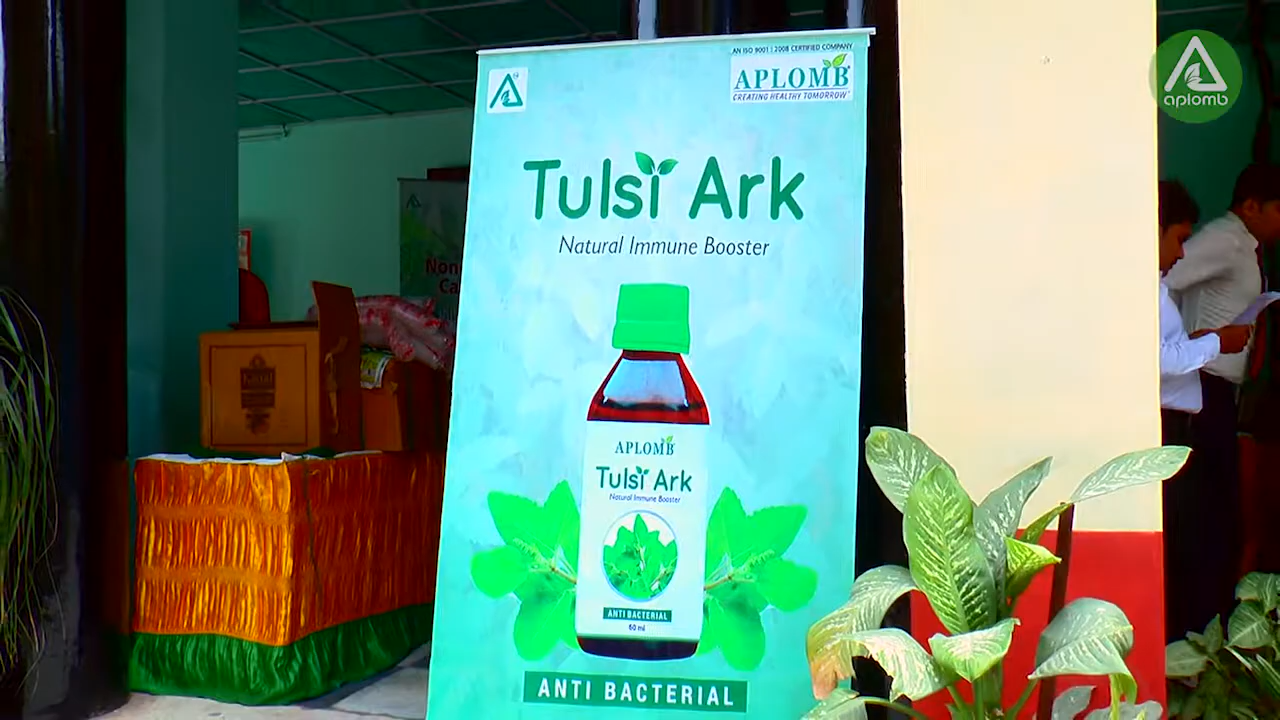 AN ISO 9001 : 2008 CERTIFIED COMPANY
APLOMB
CREATING HEALTHY TOMORROW
Tulsi Ark
Natural Immune Booster
APLOMB
Tulsi Ark
Natural Immune Booster
ANTI BACTERIAL
60 ml
ANTI BACTERIAL
aplomb